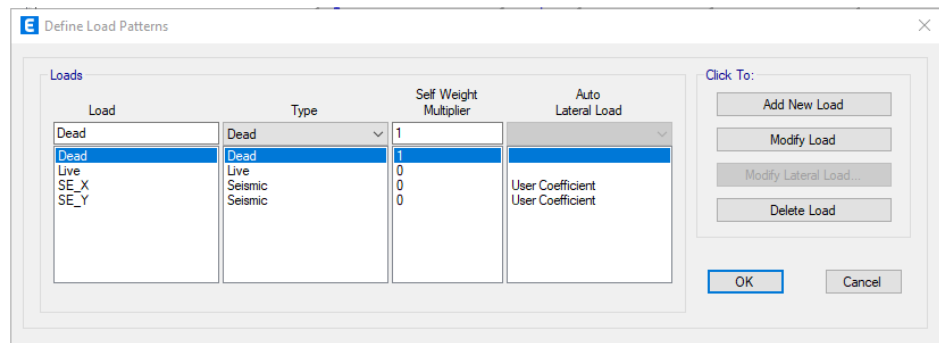 E Define Load Patterns
Loads
Click To:
Load Type Self Weight Multiplier Auto Lateral Load
Dead Dead 1
Dead Dead 1
Live Live 0
SE_X Seismic 0 User Coefficient
SE_Y Seismic 0 User Coefficient
Add New Load
Modify Load
Modify Lateral Load...
Delete Load
OK Cancel